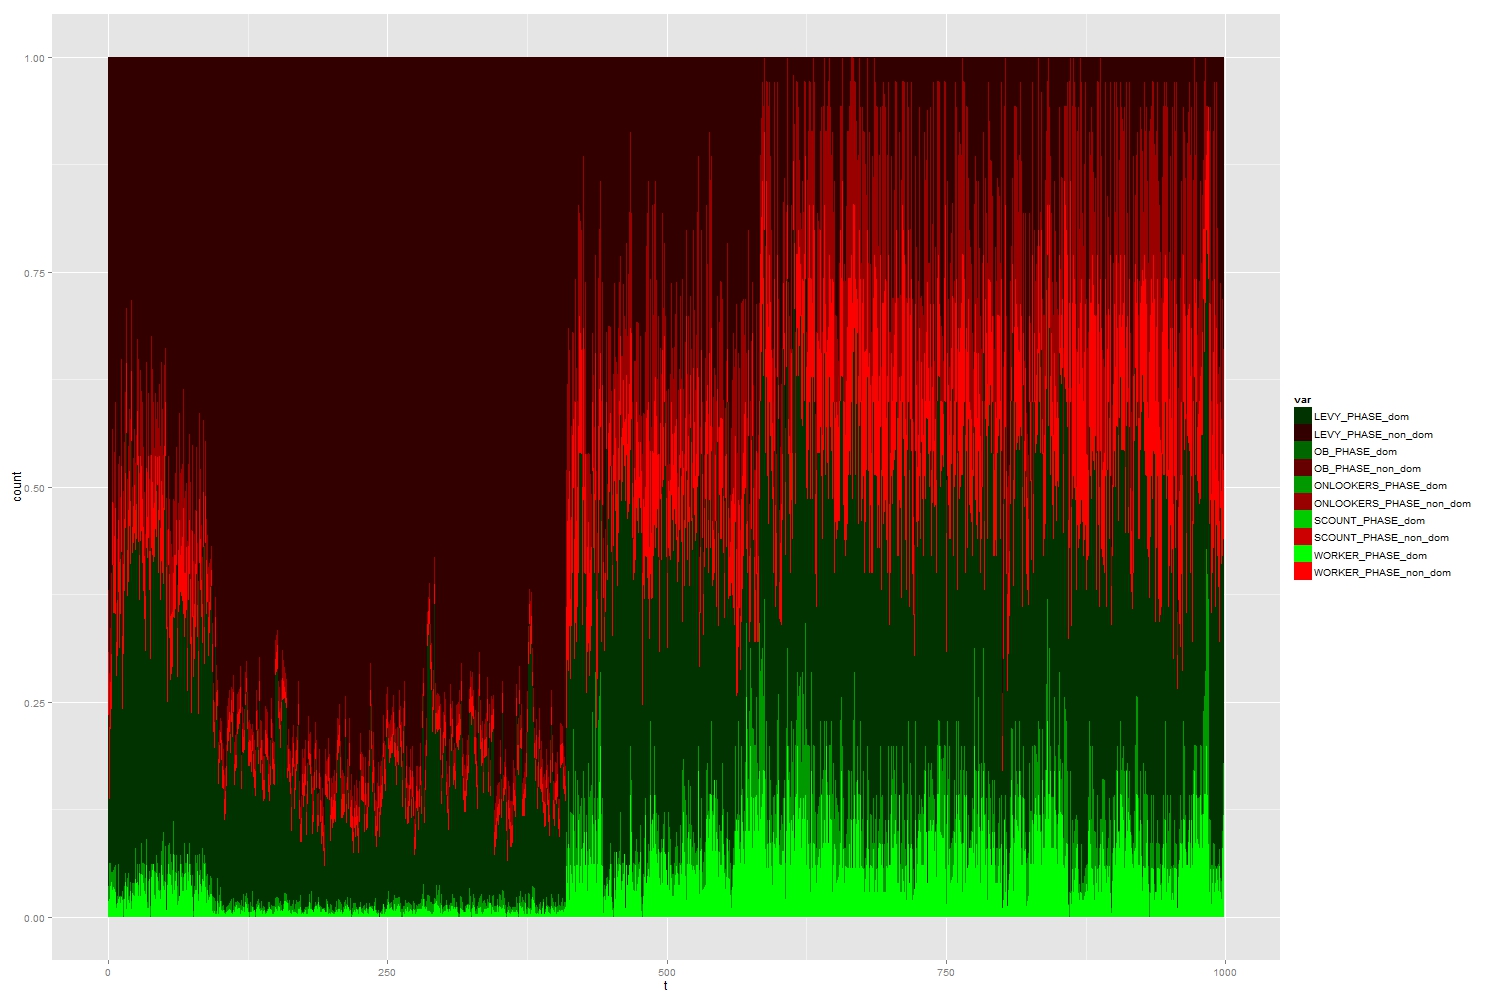 1.00
0.75
0.50
0.25
0.00
count
0
250
500
750
1000
t
var
LEVY_PHASE_dom
LEVY_PHASE_non_dom
OB_PHASE_dom
OB_PHASE_non_dom
ONLOOKERS_PHASE_dom
ONLOOKERS_PHASE_non_dom
SCOUNT_PHASE_dom
SCOUNT_PHASE_non_dom
WORKER_PHASE_dom
WORKER_PHASE_non_dom